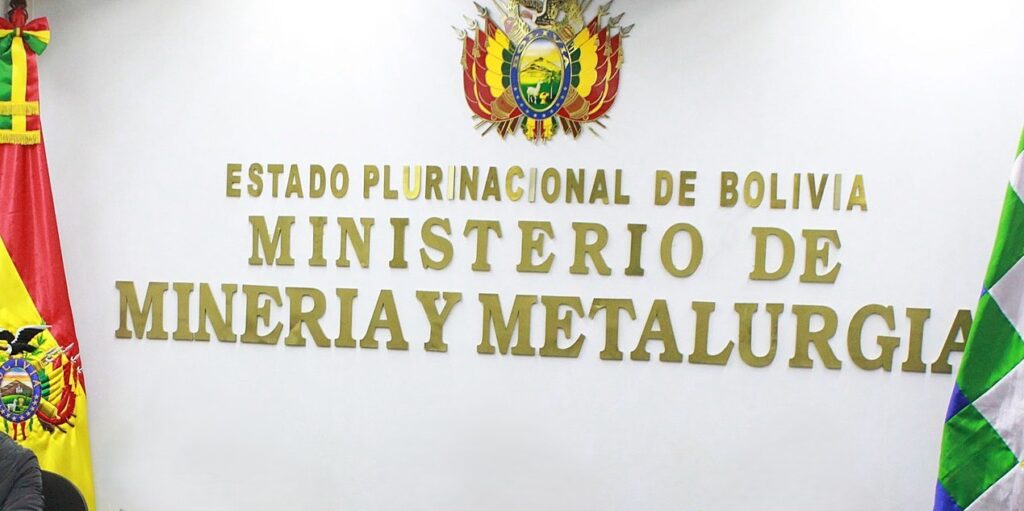 ESTADO PLURINACIONAL DE BOLIVIA
MINISTERIO DE
MINERIA Y METALURGIA